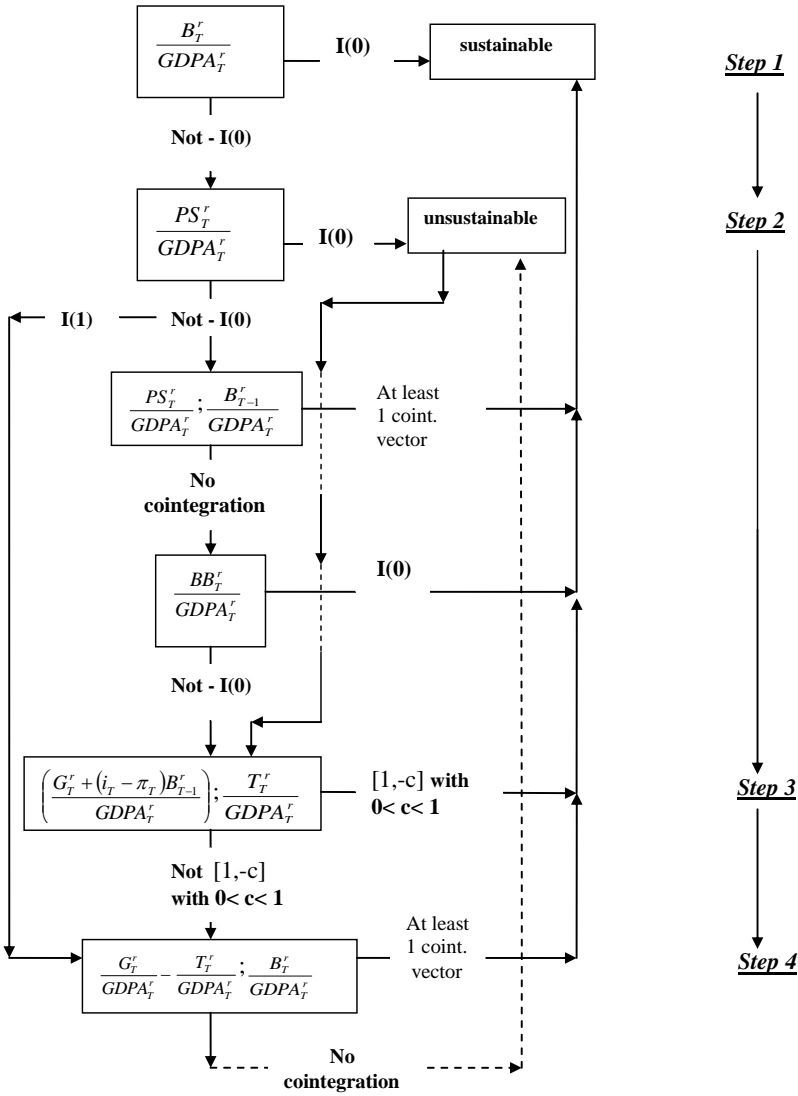 B^r_T / GDPA^r_T
I(0)
sustainable
Step 1
Not - I(0)
PS^r_T / GDPA^r_T
I(0)
unsustainable
Step 2
I(1)
Not - I(0)
PS^r_T / GDPA^r_T ; B^r_{T-1} / GDPA^r_T
At least
1 coint.
vector
No
cointegration
BB^r_T / GDPA^r_T
I(0)
Not - I(0)
(G^r_T + (i_T − π_T)B^r_{T-1} / GDPA^r_T) ; T^r_T / GDPA^r_T
[1,-c] with
0< c< 1
Step 3
Not [1,-c]
with 0< c< 1
G^r_T / GDPA^r_T − T^r_T / GDPA^r_T ; B^r_T / GDPA^r_T
At least
1 coint.
vector
Step 4
No
cointegration